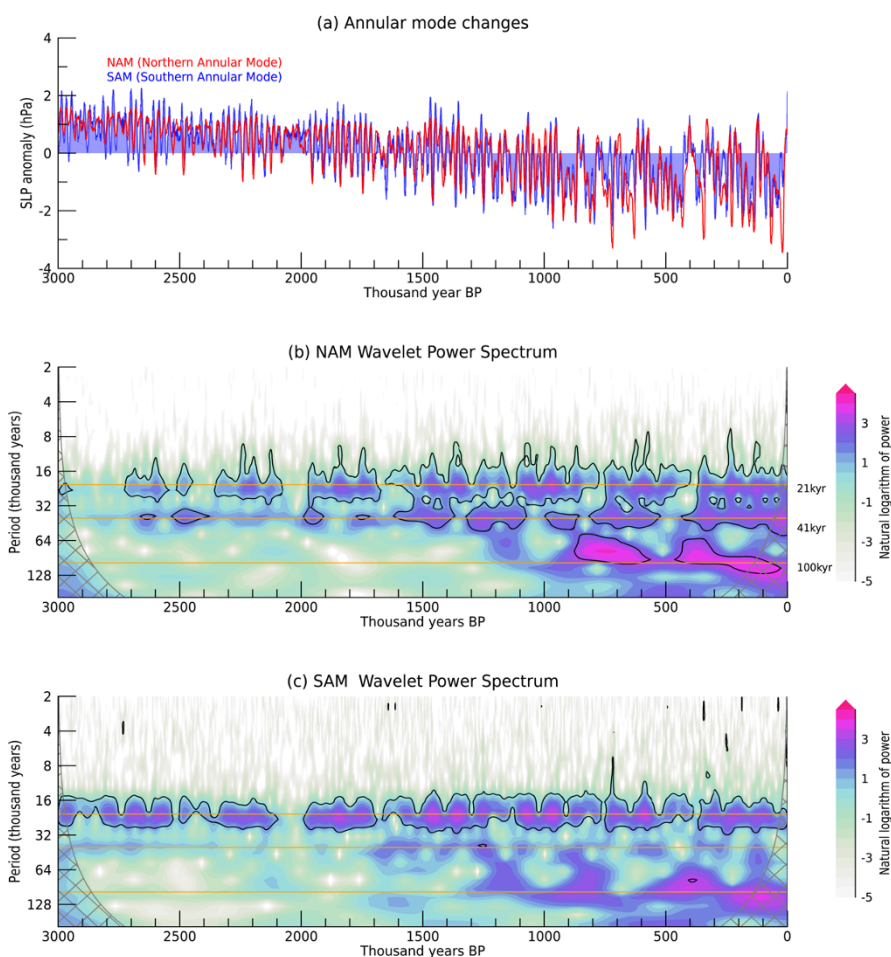 (a) Annular mode changes
NAM (Northern Annular Mode)
SAM (Southern Annular Mode)
SLP anomaly (hPa)
4
2
0
-2
-4
3000 2500 2000 1500 1000 500 0
Thousand year BP
(b) NAM Wavelet Power Spectrum
Period (thousand years)
2
4
8
16
32
64
128
21kyr
41kyr
100kyr
3000 2500 2000 1500 1000 500 0
Thousand years BP
3
1
-1
-3
-5
Natural logarithm of power
(c) SAM Wavelet Power Spectrum
Period (thousand years)
2
4
8
16
32
64
128
3000 2500 2000 1500 1000 500 0
Thousand years BP
3
1
-1
-3
-5
Natural logarithm of power